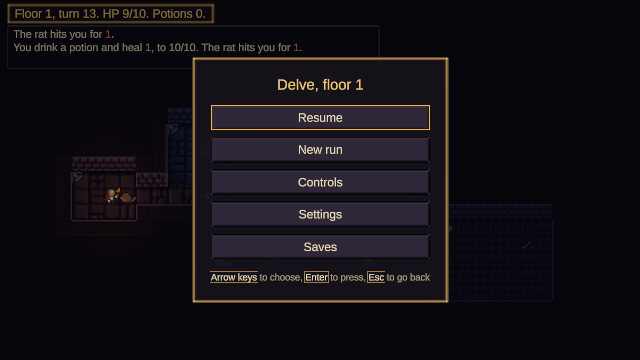 Floor 1, turn 13. HP 9/10. Potions 0.
The rat hits you for 1.
You drink a potion and heal 1, to 10/10. The rat hits you for 1.
Delve, floor 1
Resume
New run
Controls
Settings
Saves
Arrow keys to choose, Enter to press, Esc to go back